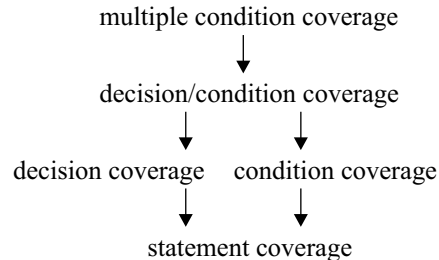 multiple condition coverage
decision/condition coverage
decision coverage condition coverage
statement coverage